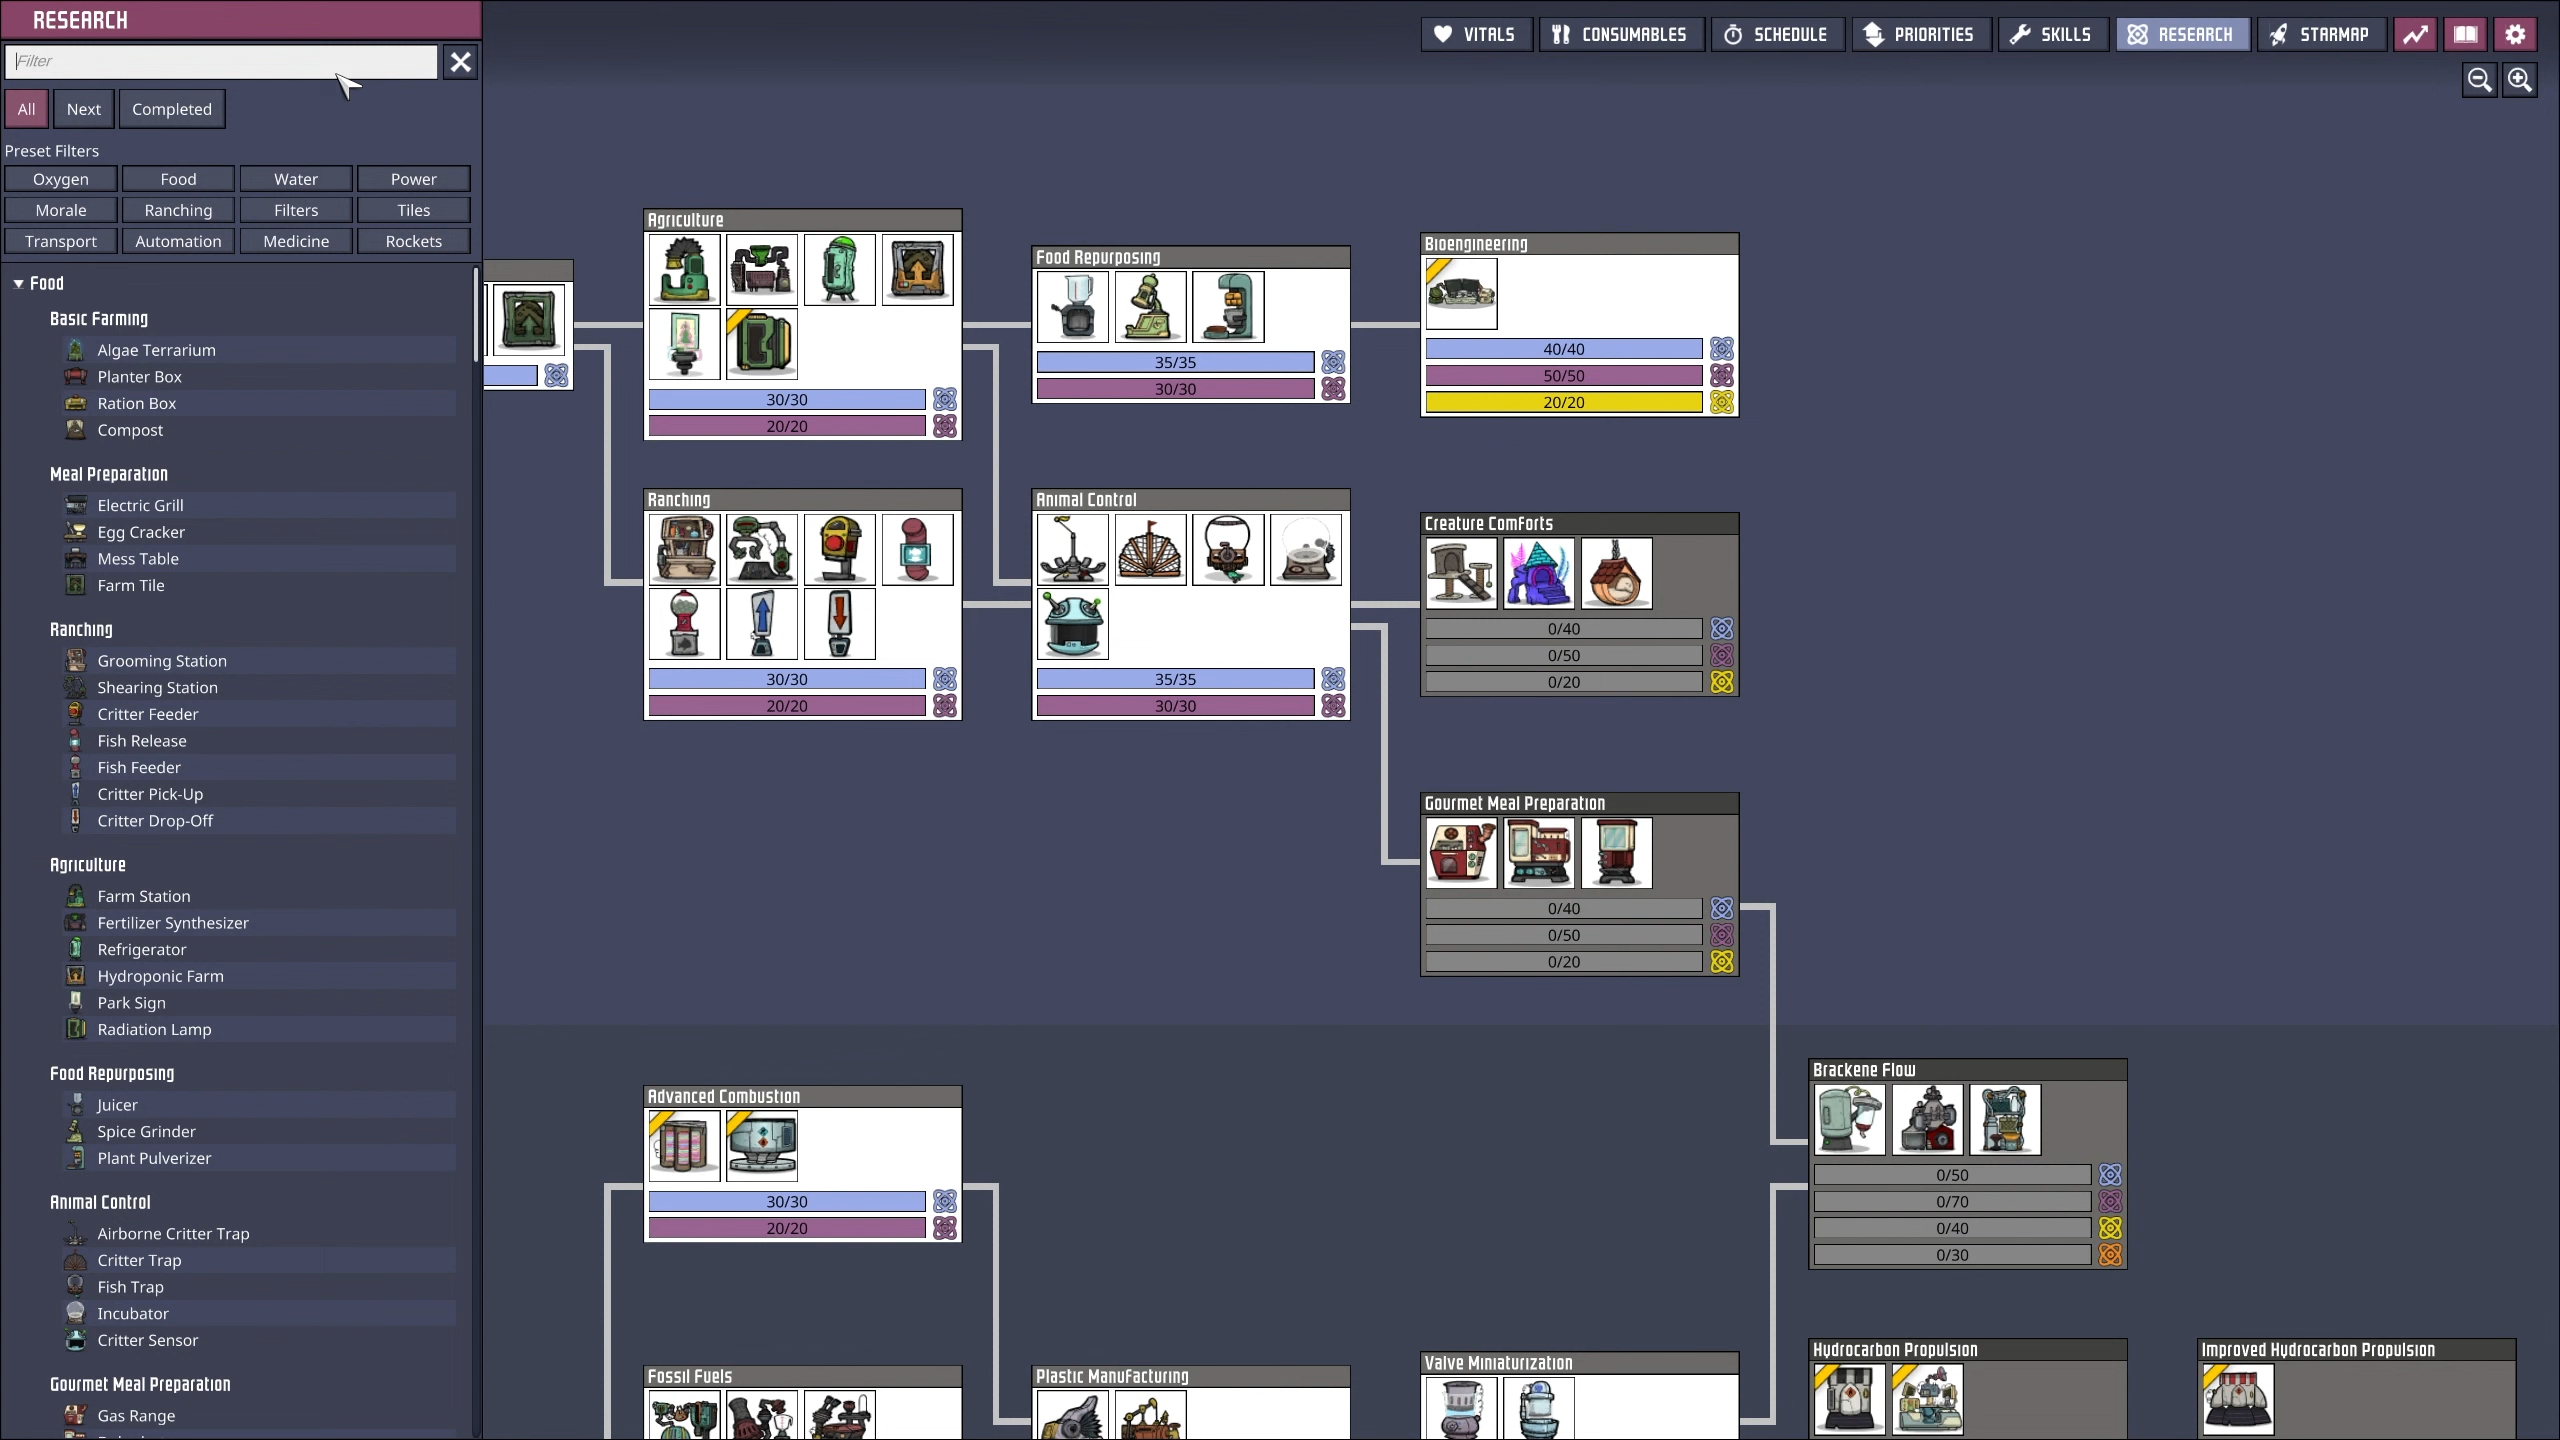 RESEARCH
VITALS
CONSUMABLES
SCHEDULE
PRIORITIES
SKILLS
RESEARCH
STARMAP
Filter
All
Next
Completed
Preset Filters
Oxygen
Food
Water
Power
Morale
Ranching
Filters
Tiles
Transport
Automation
Medicine
Rockets
Food
Basic Farming
Algae Terrarium
Planter Box
Ration Box
Compost
Meal Preparation
Electric Grill
Egg Cracker
Mess Table
Farm Tile
Ranching
Grooming Station
Shearing Station
Critter Feeder
Fish Release
Fish Feeder
Critter Pick-Up
Critter Drop-Off
Agriculture
Farm Station
Fertilizer Synthesizer
Refrigerator
Hydroponic Farm
Park Sign
Radiation Lamp
Food Repurposing
Juicer
Spice Grinder
Plant Pulverizer
Animal Control
Airborne Critter Trap
Critter Trap
Fish Trap
Incubator
Critter Sensor
Gourmet Meal Preparation
Gas Range
Agriculture
30/30
20/20
Food Repurposing
35/35
30/30
Bioengineering
40/40
50/50
20/20
Ranching
30/30
20/20
Animal Control
35/35
30/30
Creature Comforts
0/40
0/50
0/20
Gourmet Meal Preparation
0/40
0/50
0/20
Brackene Flow
0/50
0/70
0/40
0/30
Advanced Combustion
30/30
20/20
Fossil Fuels
Plastic Manufacturing
Valve Miniaturization
Hydrocarbon Propulsion
Improved Hydrocarbon Propulsion